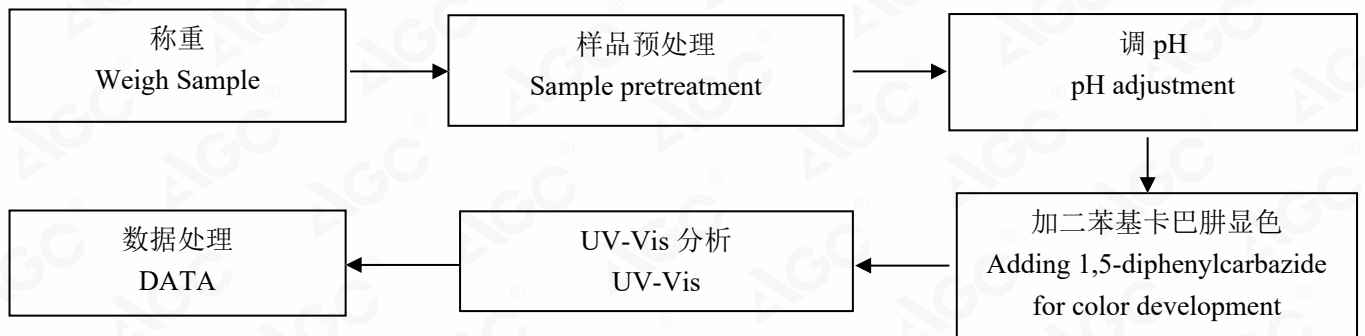 称重
Weigh Sample
样品预处理
Sample pretreatment
调 pH
pH adjustment
加二苯基卡巴肼显色
Adding 1,5-diphenylcarbazide
for color development
UV-Vis 分析
UV-Vis
数据处理
DATA